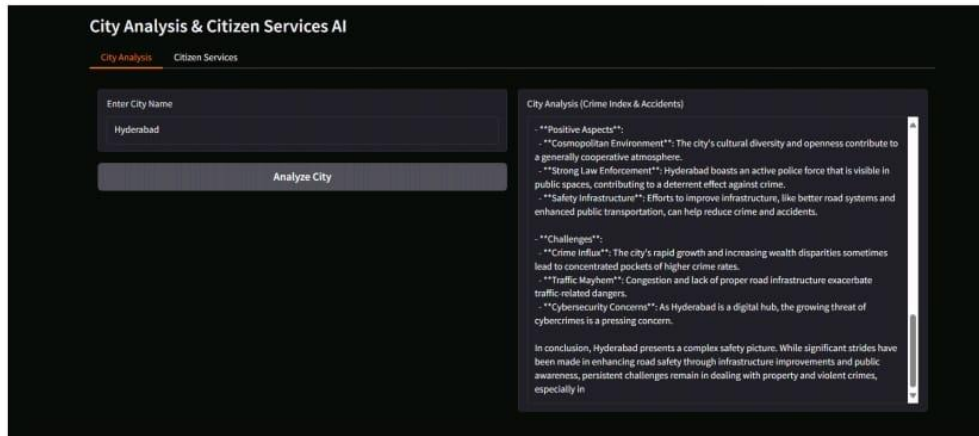 City Analysis & Citizen Services AI
City Analysis
Citizen Services
Enter City Name
Hyderabad
Analyze City
City Analysis (Crime Index & Accidents)
- **Positive Aspects**:
- **Cosmopolitan Environment**: The city's cultural diversity and openness contribute to
a generally cooperative atmosphere.
- **Strong Law Enforcement**: Hyderabad boasts an active police force that is visible in
public spaces, contributing to a deterrent effect against crime.
- **Safety Infrastructure**: Efforts to improve infrastructure, like better road systems and
enhanced public transportation, can help reduce crime and accidents.
- **Challenges**:
- **Crime Influx**: The city's rapid growth and increasing wealth disparities sometimes
lead to concentrated pockets of higher crime rates.
- **Traffic Mayhem**: Congestion and lack of proper road infrastructure exacerbate
traffic-related dangers.
- **Cybersecurity Concerns**: As Hyderabad is a digital hub, the growing threat of
cybercrimes is a pressing concern.
In conclusion, Hyderabad presents a complex safety picture. While significant strides have
been made in enhancing road safety through infrastructure improvements and public
awareness, persistent challenges remain in dealing with property and violent crimes,
especially in